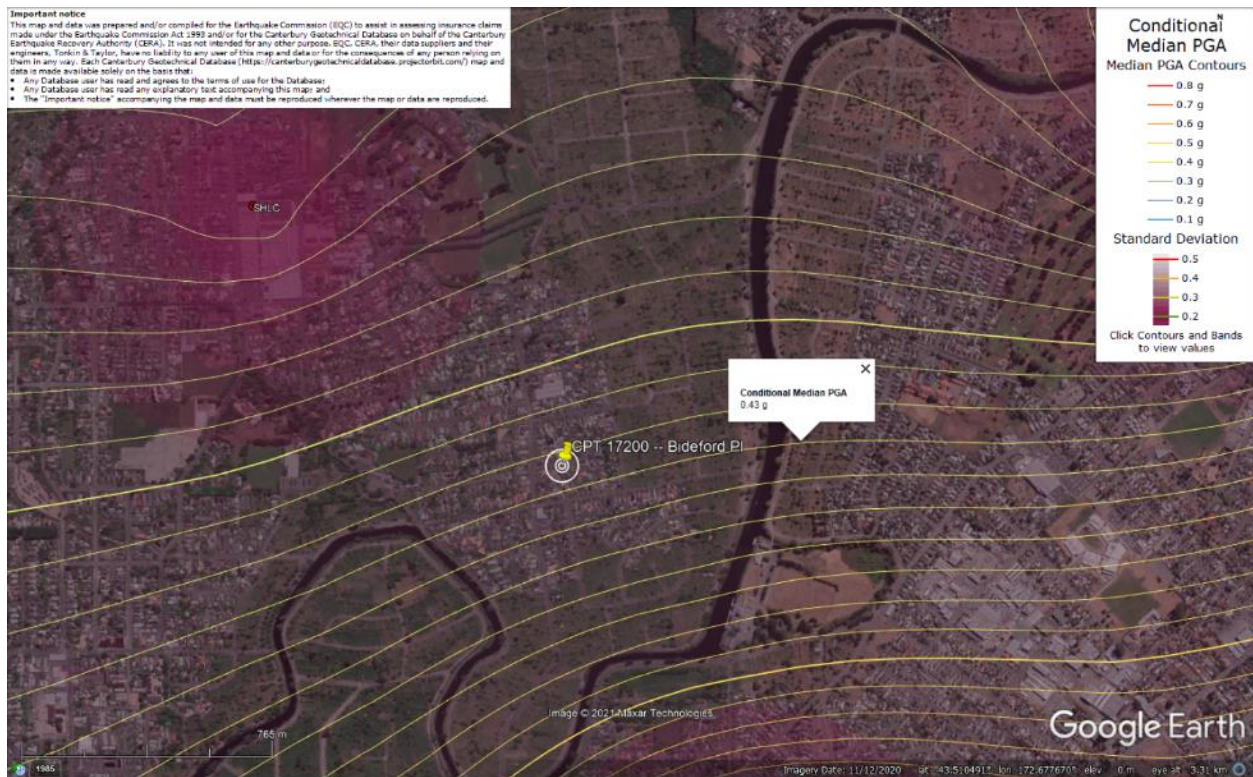 Important notice
This map and data was prepared and/or compiled for the Earthquake Commission (EQC) to assist in assessing insurance claims
made under the Earthquake Commission Act 1993 and/or for the Canterbury Geotechnical Database on behalf of the Canterbury
Earthquake Recovery Authority (CERA). It was not intended for any other purpose. EQC, CERA, their data suppliers and their
engineers, Tonkin & Taylor, have no liability to any user of this map and data or for the consequences of any person relying on
them in any way. Each Canterbury Geotechnical Database (https://canterburygeotechnicaldatabase.projectorbit.com/) map and
data is made available solely on the basis that:
• Any Database user has read and agrees to the terms of use for the Database;
• Any Database user has read any explanatory text accompanying this map; and
• The "Important notice" accompanying the map and data must be reproduced wherever the map or data are reproduced.
N
Conditional
Median PGA
Median PGA Contours
0.8 g
0.7 g
0.6 g
0.5 g
0.4 g
0.3 g
0.2 g
0.1 g
Standard Deviation
0.5
0.4
0.3
0.2
Click Contours and Bands
to view values
SHLC
Conditional Median PGA
0.43 g
CPT 17200 -- Bideford Pl
Image © 2021 Maxar Technologies
Google Earth
765 m
1985
Imagery Date: 11/12/2020 lat -43.510491° lon 172.677670° elev 0 m eye alt 3.31 km